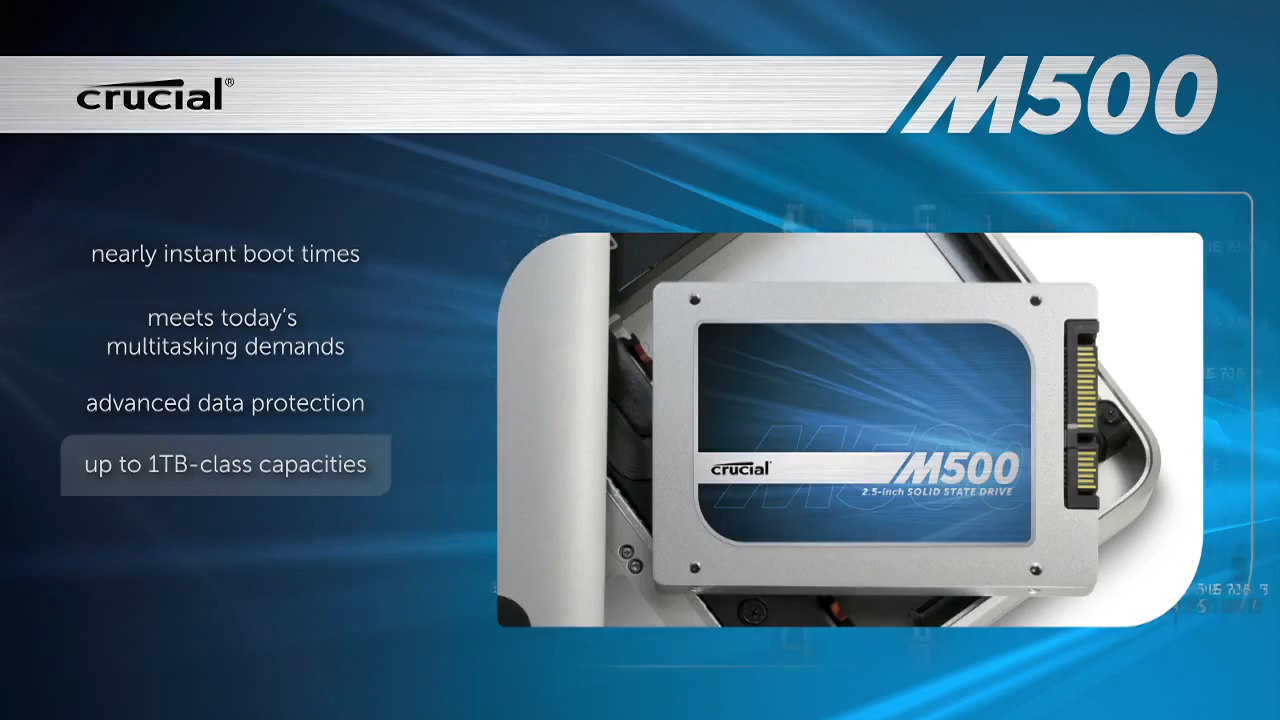 crucial®
M500
nearly instant boot times
meets today's
multitasking demands
advanced data protection
up to 1TB-class capacities
crucial
M500
2.5-inch SOLID STATE DRIVE